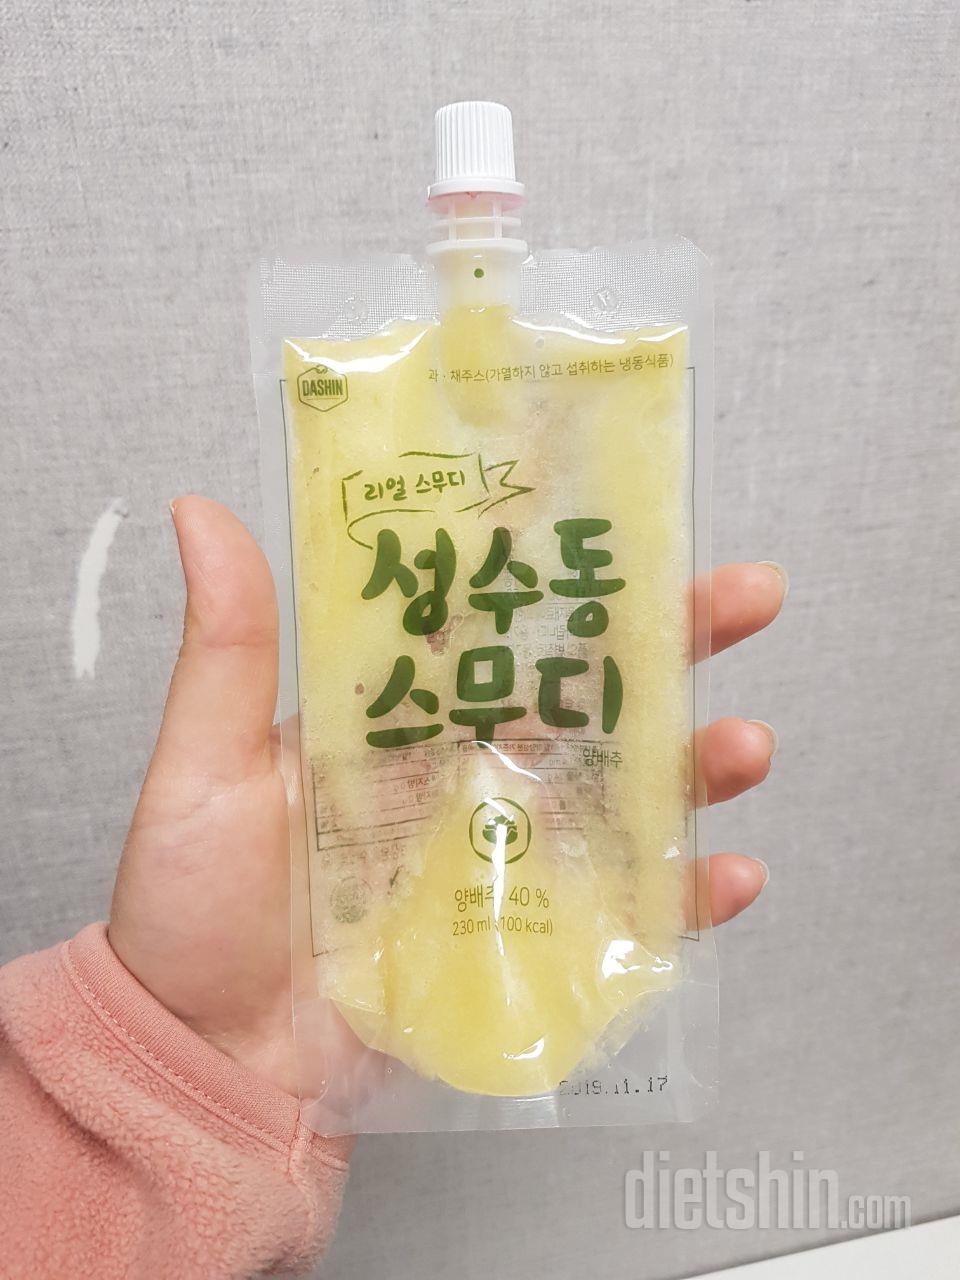 DASHIN
과·채주스(가열하지 않고 섭취하는 냉동식품)
리얼 스무디
성수동
스무디
양배추
양배추 40 %
230 ml (100 kcal)
2019.11.17
dietshin.com